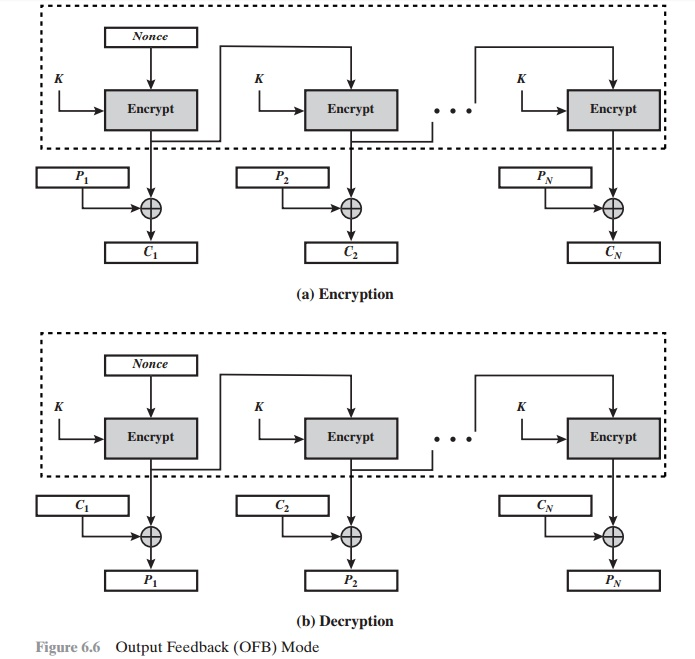 Nonce
K K K
Encrypt Encrypt • • • Encrypt
P1 P2 PN
C1 C2 CN
(a) Encryption
Nonce
K K K
Encrypt Encrypt • • • Encrypt
C1 C2 CN
P1 P2 PN
(b) Decryption
Figure 6.6 Output Feedback (OFB) Mode